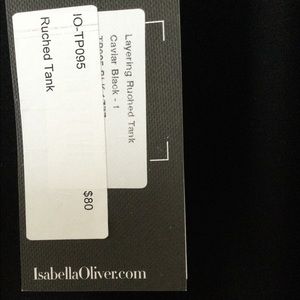 Layering Ruched Tank
Caviar Black - 1
IO-TP095
Ruched Tank
$80
IsabellaOliver.com